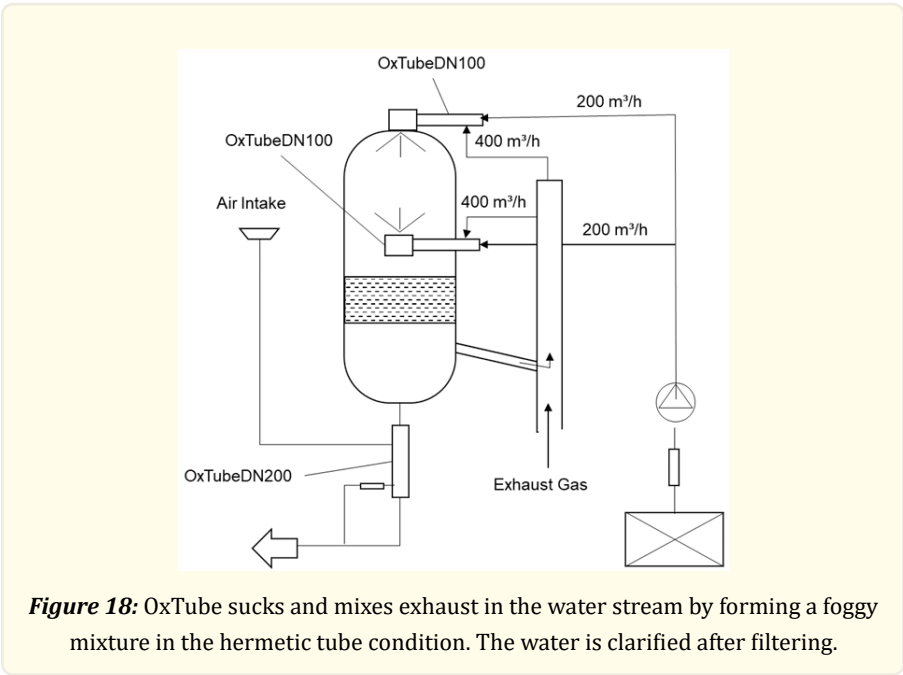 OxTubeDN100
200 m³/h
OxTubeDN100
400 m³/h
Air Intake
400 m³/h
200 m³/h
OxTubeDN200
Exhaust Gas
Figure 18: OxTube sucks and mixes exhaust in the water stream by forming a foggy
mixture in the hermetic tube condition. The water is clarified after filtering.